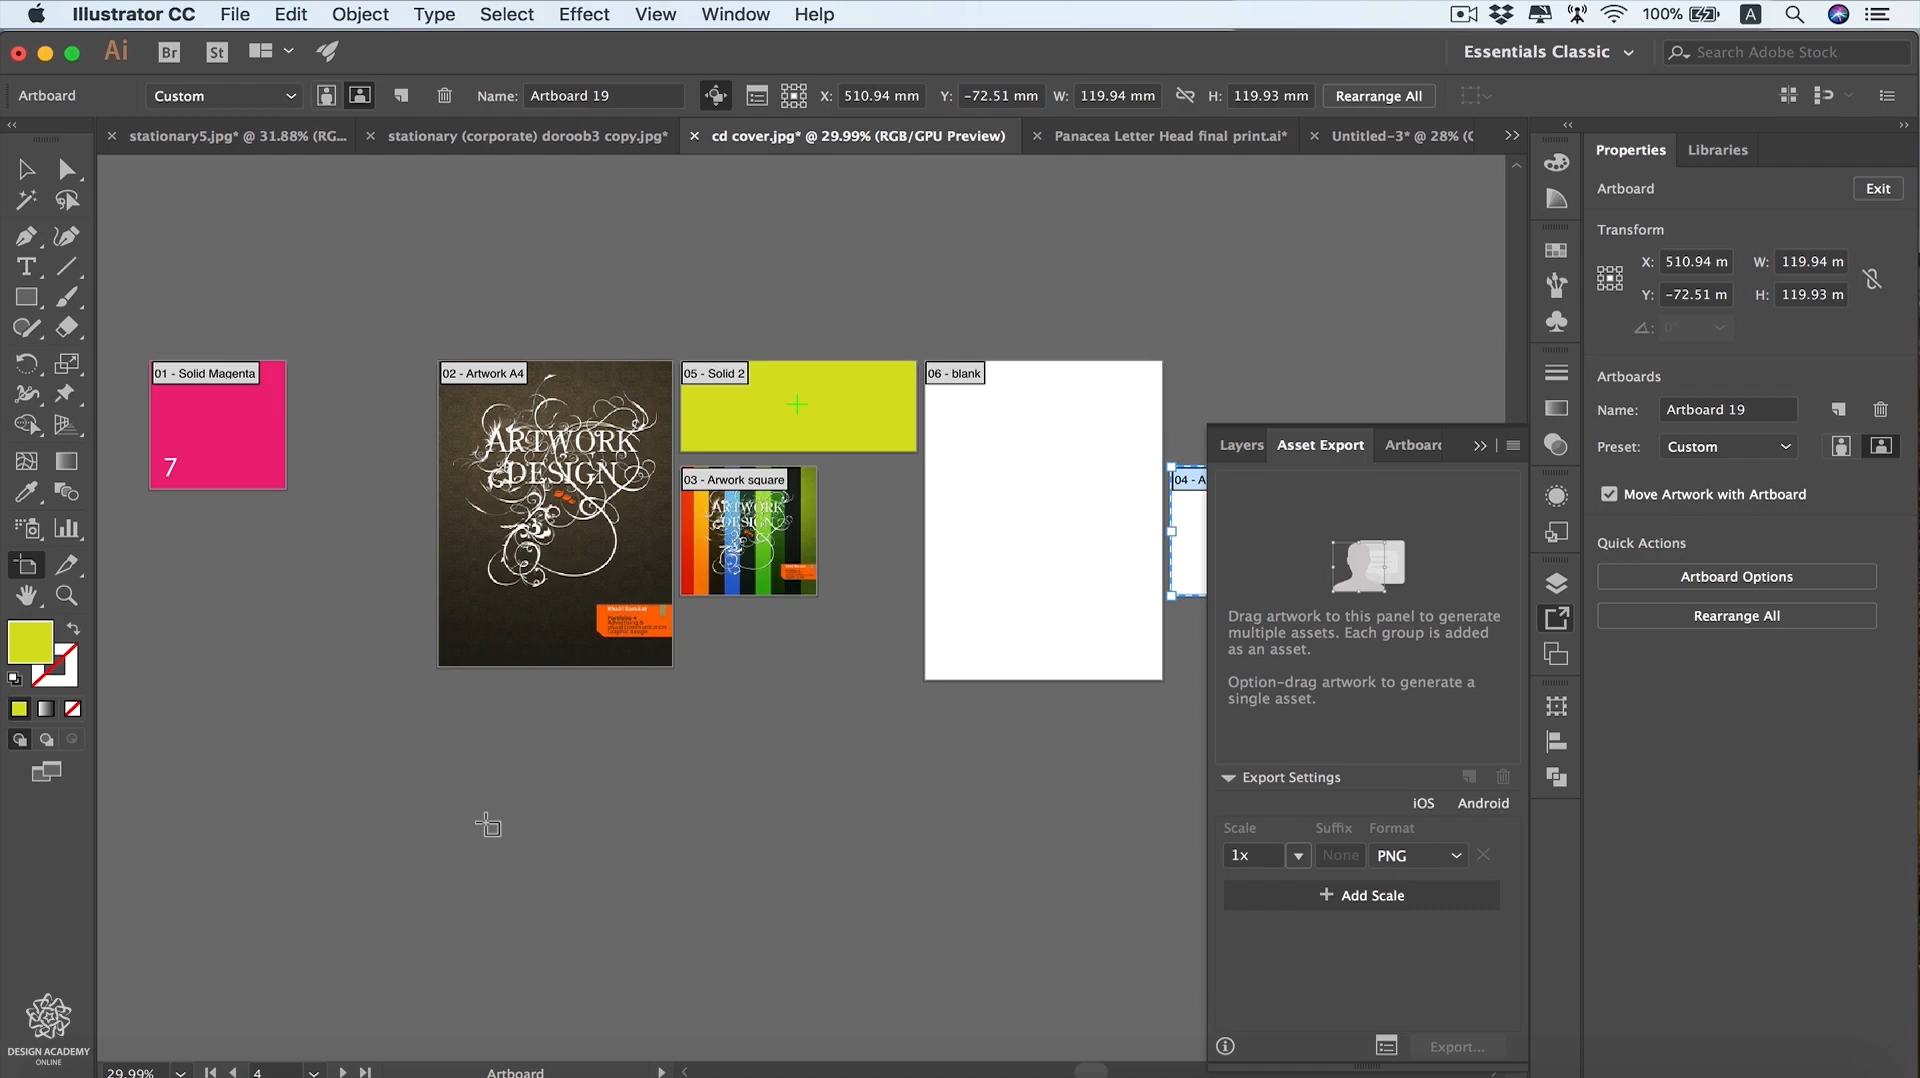 Illustrator CC File Edit Object Type Select Effect View Window Help
100%
A
Ai Br St
Essentials Classic
Search Adobe Stock
Artboard
Custom
Name: Artboard 19
X: 510.94 mm Y: -72.51 mm W: 119.94 mm H: 119.93 mm
Rearrange All
stationary5.jpg* @ 31.88% (RG...
stationary (corporate) doroob3 copy.jpg*
cd cover.jpg* @ 29.99% (RGB/GPU Preview)
Panacea Letter Head final print.ai*
Untitled-3* @ 28% (
01 - Solid Magenta
7
02 - Artwork A4
ARTWORK
DESIGN
05 - Solid 2
03 - Arwork square
ARTWORK
DESIGN
06 - blank
04 - A
Properties Libraries
Artboard
Exit
Transform
X: 510.94 m W: 119.94 m
Y: -72.51 m H: 119.93 m
0°
Artboards
Name: Artboard 19
Preset: Custom
Move Artwork with Artboard
Quick Actions
Artboard Options
Rearrange All
Layers Asset Export Artboard
Drag artwork to this panel to generate
multiple assets. Each group is added
as an asset.
Option-drag artwork to generate a
single asset.
Export Settings
iOS Android
Scale Suffix Format
1x None PNG
+ Add Scale
Export...
DESIGN ACADEMY
ONLINE
29.99% 4 Artboard